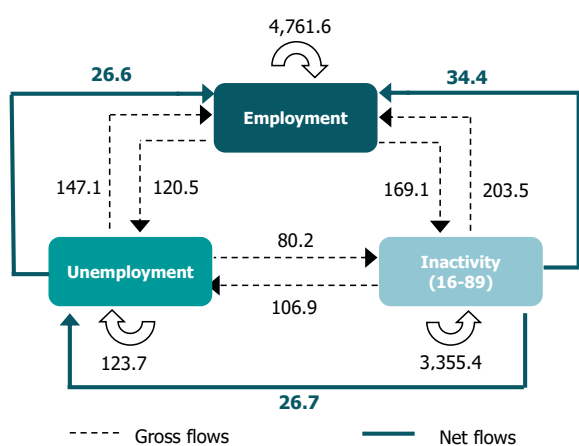 4,761.6
26.6
34.4
Employment
147.1
120.5
169.1
203.5
80.2
Unemployment
Inactivity
(16-89)
106.9
123.7
3,355.4
26.7
Gross flows
Net flows